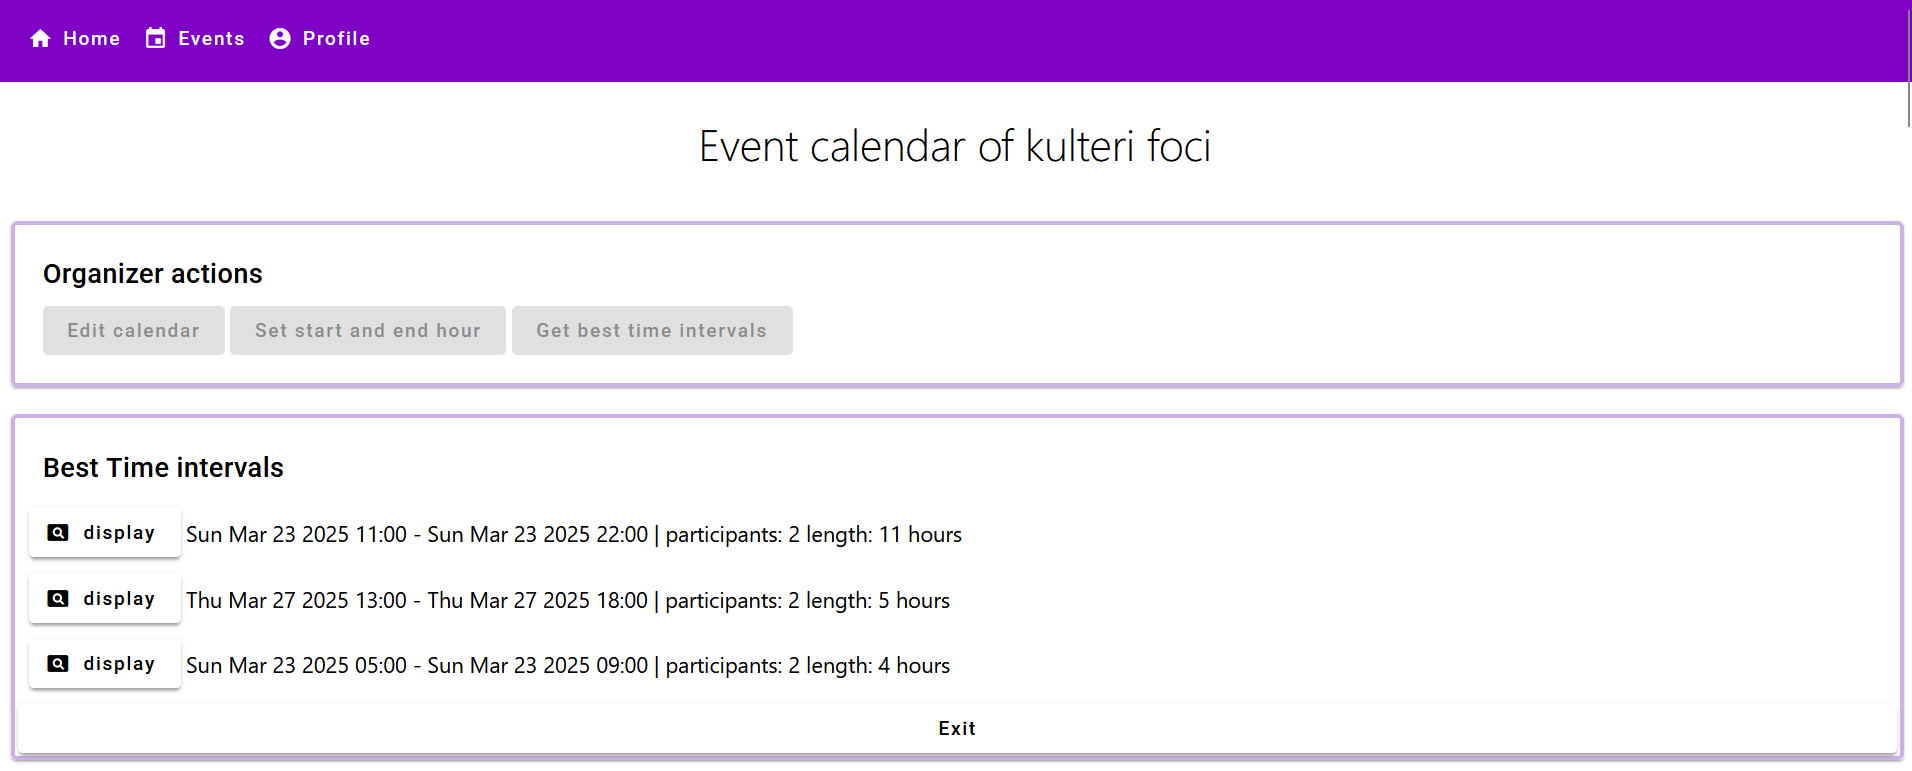 Home Events Profile
Event calendar of kulteri foci
Organizer actions
Edit calendar Set start and end hour Get best time intervals
Best Time intervals
display Sun Mar 23 2025 11:00 - Sun Mar 23 2025 22:00 | participants: 2 length: 11 hours
display Thu Mar 27 2025 13:00 - Thu Mar 27 2025 18:00 | participants: 2 length: 5 hours
display Sun Mar 23 2025 05:00 - Sun Mar 23 2025 09:00 | participants: 2 length: 4 hours
Exit